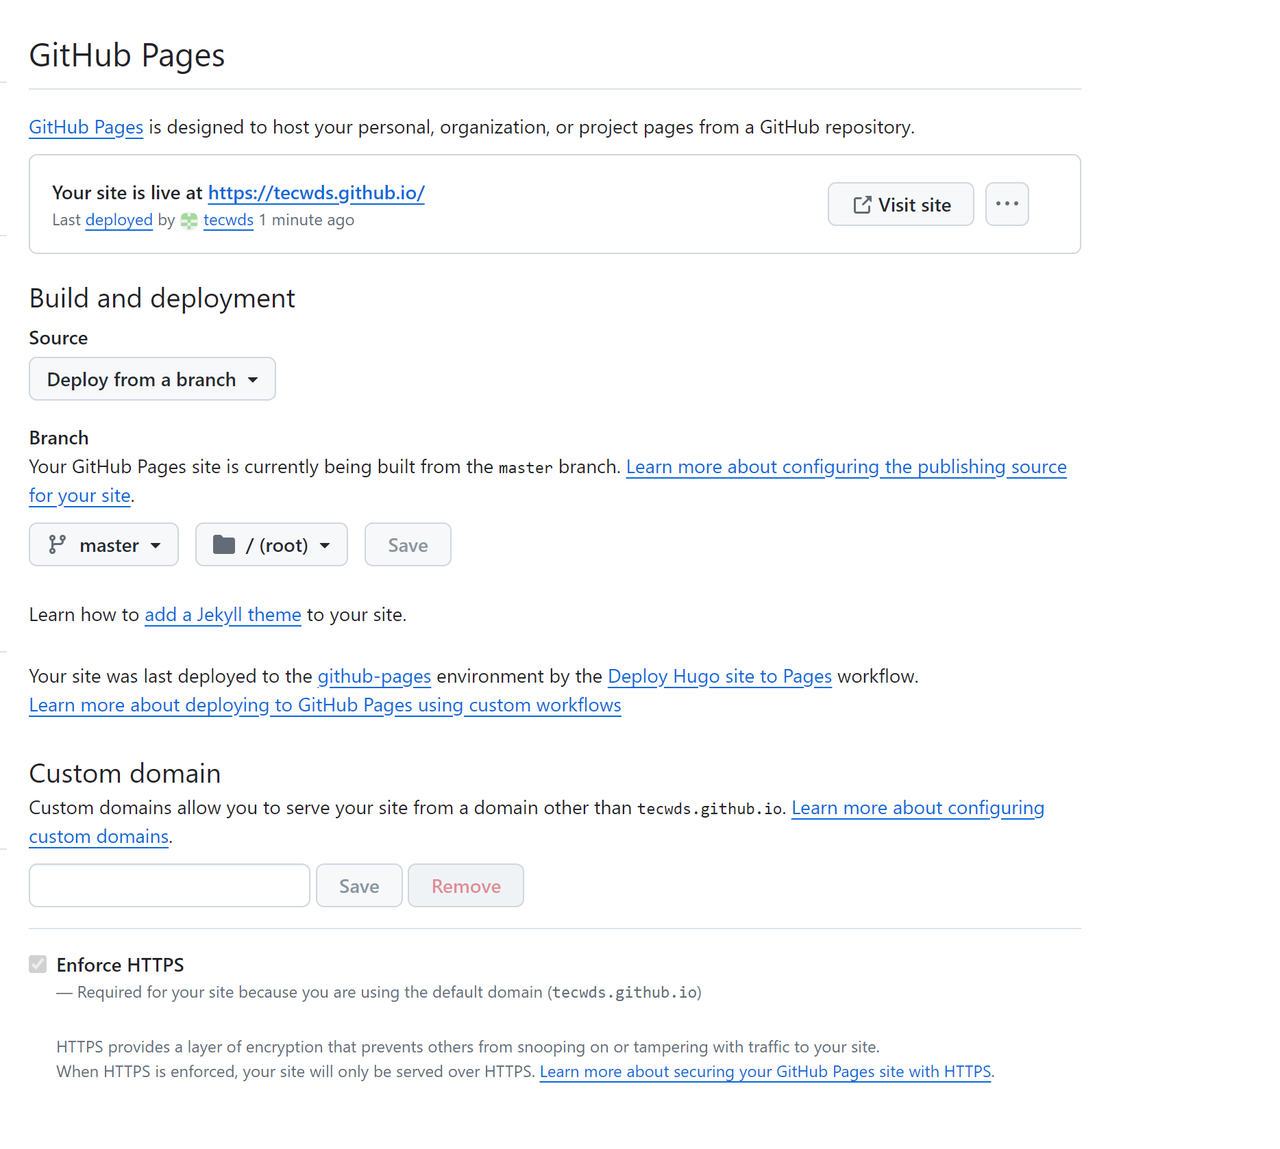 GitHub Pages
GitHub Pages is designed to host your personal, organization, or project pages from a GitHub repository.
Your site is live at https://tecwds.github.io/
Last deployed by tecwds 1 minute ago
Visit site
Build and deployment
Source
Deploy from a branch
Branch
Your GitHub Pages site is currently being built from the master branch. Learn more about configuring the publishing source
for your site.
master
/ (root)
Save
Learn how to add a Jekyll theme to your site.
Your site was last deployed to the github-pages environment by the Deploy Hugo site to Pages workflow.
Learn more about deploying to GitHub Pages using custom workflows
Custom domain
Custom domains allow you to serve your site from a domain other than tecwds.github.io. Learn more about configuring
custom domains.
Save
Remove
Enforce HTTPS
— Required for your site because you are using the default domain (tecwds.github.io)
HTTPS provides a layer of encryption that prevents others from snooping on or tampering with traffic to your site.
When HTTPS is enforced, your site will only be served over HTTPS. Learn more about securing your GitHub Pages site with HTTPS.